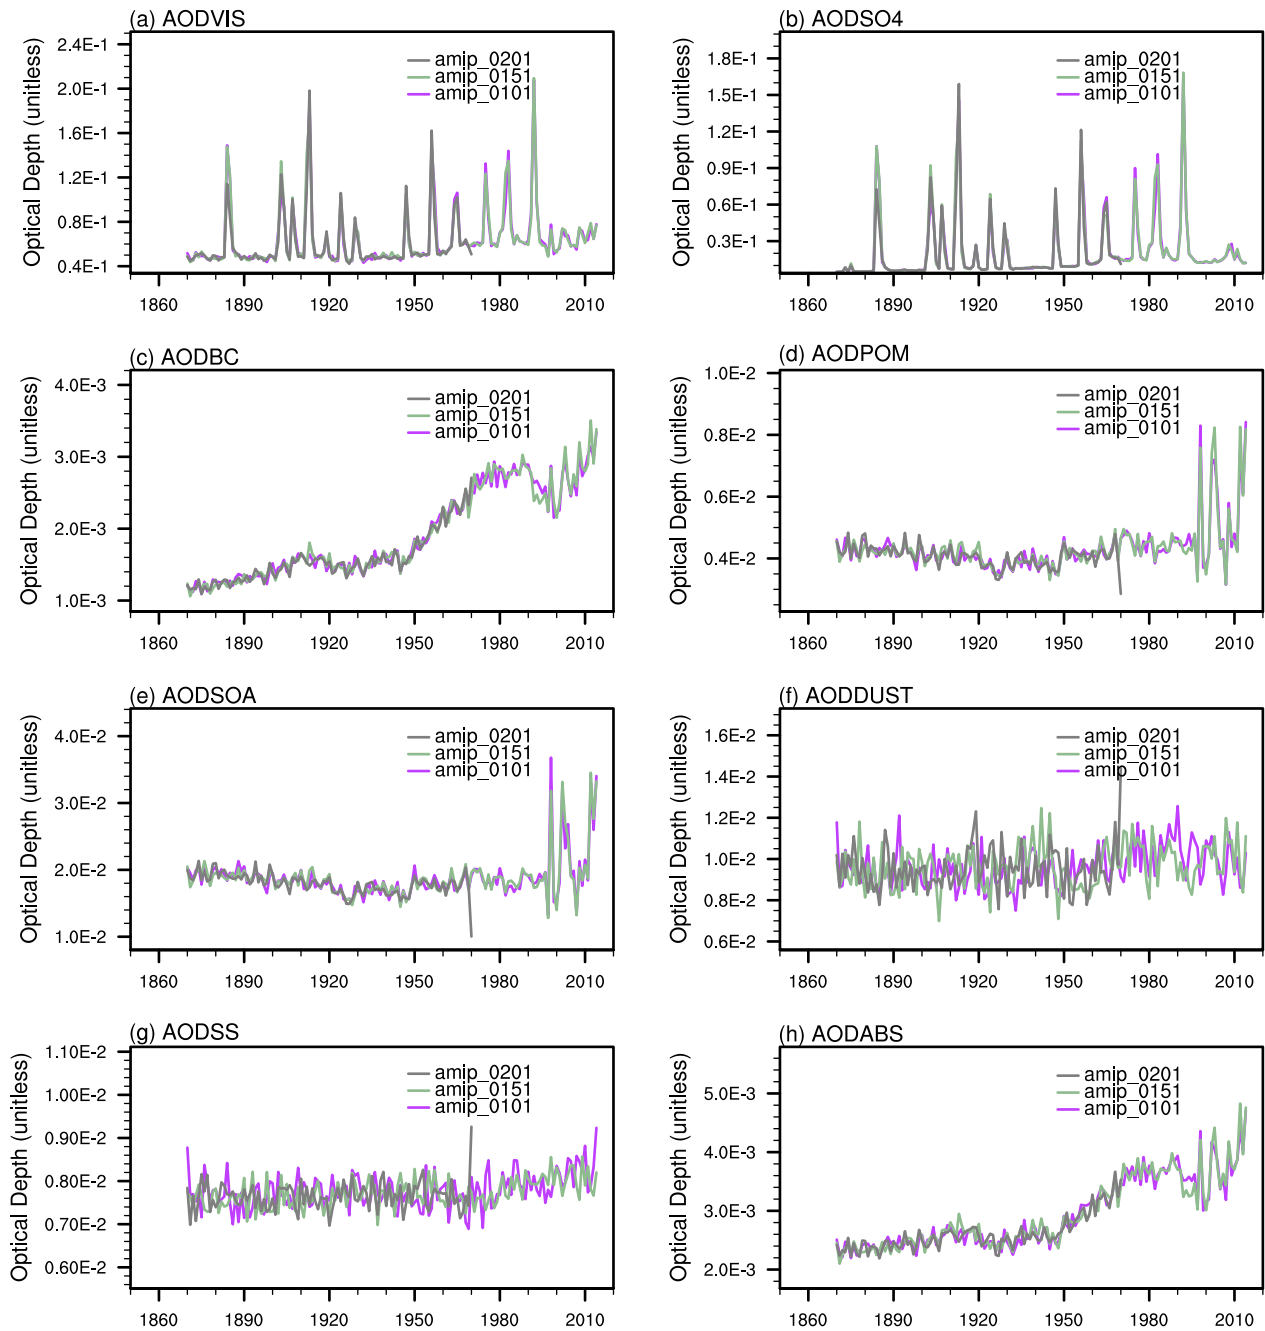 (a) AODVIS
Optical Depth (unitless)
2.4E-1
2.0E-1
1.6E-1
1.2E-1
0.8E-1
0.4E-1
amip_0201
amip_0151
amip_0101
1860 1890 1920 1950 1980 2010
(b) AODSO4
Optical Depth (unitless)
1.8E-1
1.5E-1
1.2E-1
0.9E-1
0.6E-1
0.3E-1
amip_0201
amip_0151
amip_0101
1860 1890 1920 1950 1980 2010
(c) AODBC
Optical Depth (unitless)
4.0E-3
3.0E-3
2.0E-3
1.0E-3
amip_0201
amip_0151
amip_0101
1860 1890 1920 1950 1980 2010
(d) AODPOM
Optical Depth (unitless)
1.0E-2
0.8E-2
0.6E-2
0.4E-2
amip_0201
amip_0151
amip_0101
1860 1890 1920 1950 1980 2010
(e) AODSOA
Optical Depth (unitless)
4.0E-2
3.0E-2
2.0E-2
1.0E-2
amip_0201
amip_0151
amip_0101
1860 1890 1920 1950 1980 2010
(f) AODDUST
Optical Depth (unitless)
1.6E-2
1.4E-2
1.2E-2
1.0E-2
0.8E-2
0.6E-2
amip_0201
amip_0151
amip_0101
1860 1890 1920 1950 1980 2010
(g) AODSS
Optical Depth (unitless)
1.10E-2
1.00E-2
0.90E-2
0.80E-2
0.70E-2
0.60E-2
amip_0201
amip_0151
amip_0101
1860 1890 1920 1950 1980 2010
(h) AODABS
Optical Depth (unitless)
5.0E-3
4.0E-3
3.0E-3
2.0E-3
amip_0201
amip_0151
amip_0101
1860 1890 1920 1950 1980 2010